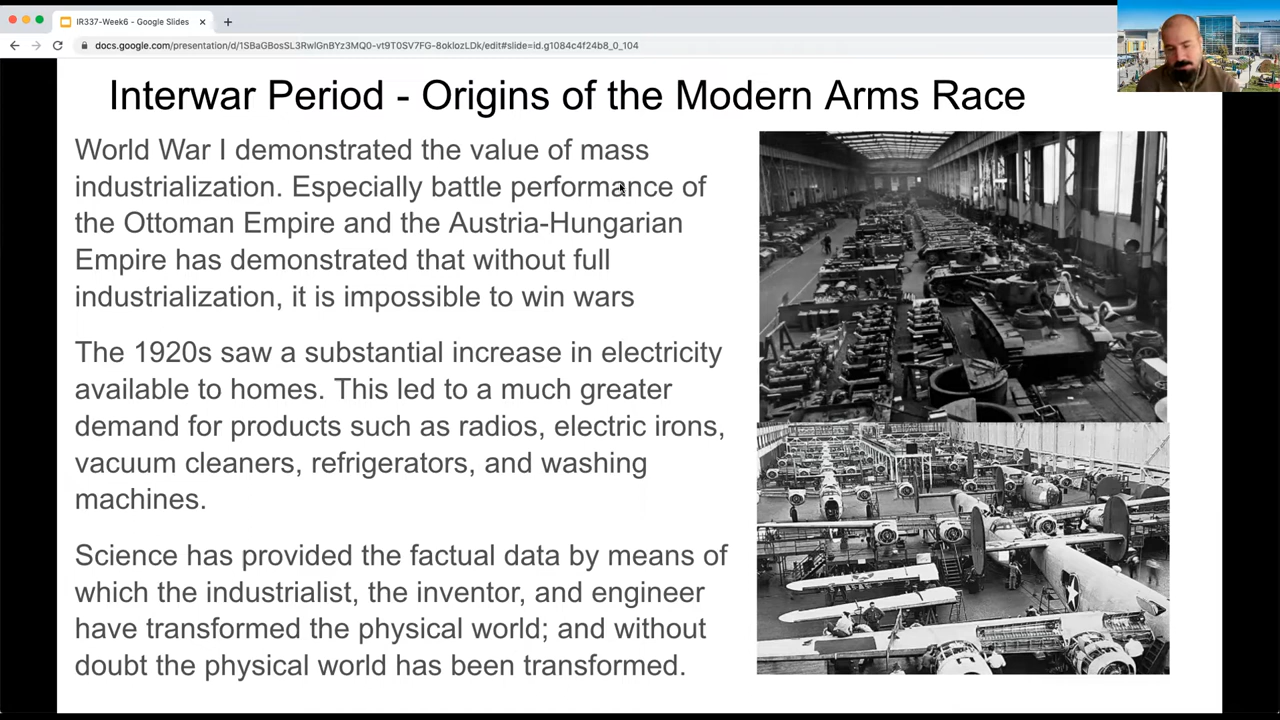 IR337-Week6 - Google Slides
docs.google.com/presentation/d/1SBaGBosSL3RwlGnBYz3MQ0-vt9T0SV7FG-8oklozLDk/edit#slide=id.g1084c4f24b8_0_104
Interwar Period - Origins of the Modern Arms Race
World War I demonstrated the value of mass
industrialization. Especially battle performance of
the Ottoman Empire and the Austria-Hungarian
Empire has demonstrated that without full
industrialization, it is impossible to win wars
The 1920s saw a substantial increase in electricity
available to homes. This led to a much greater
demand for products such as radios, electric irons,
vacuum cleaners, refrigerators, and washing
machines.
Science has provided the factual data by means of
which the industrialist, the inventor, and engineer
have transformed the physical world; and without
doubt the physical world has been transformed.